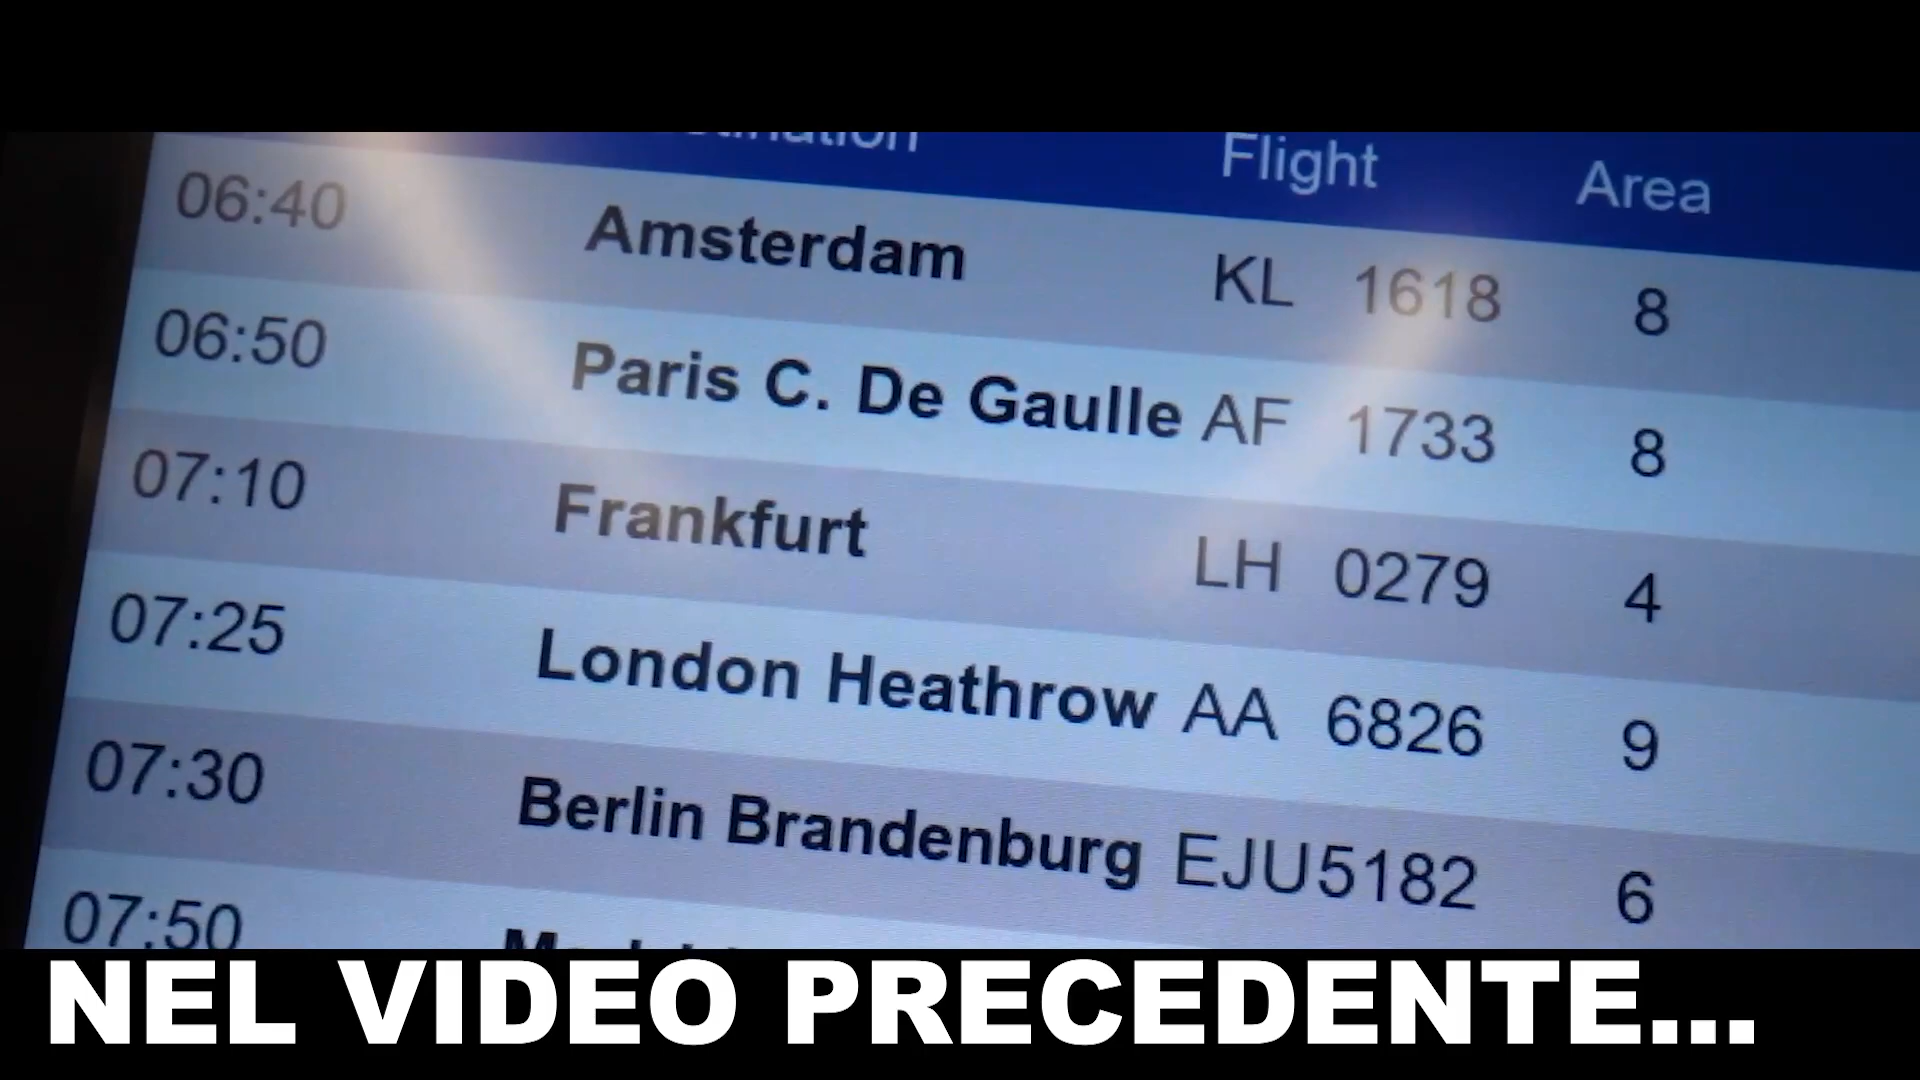 Flight Area
06:40 Amsterdam KL 1618 8
06:50 Paris C. De Gaulle AF 1733 8
07:10 Frankfurt LH 0279 4
07:25 London Heathrow AA 6826 9
07:30 Berlin Brandenburg EJU5182 6
07:50
NEL VIDEO PRECEDENTE...